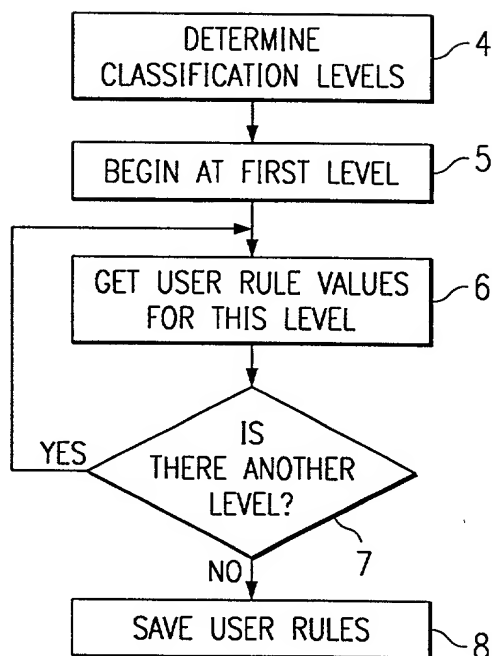 DETERMINE
CLASSIFICATION LEVELS
4
BEGIN AT FIRST LEVEL
5
GET USER RULE VALUES
FOR THIS LEVEL
6
IS
THERE ANOTHER
LEVEL?
YES
7
NO
SAVE USER RULES
8